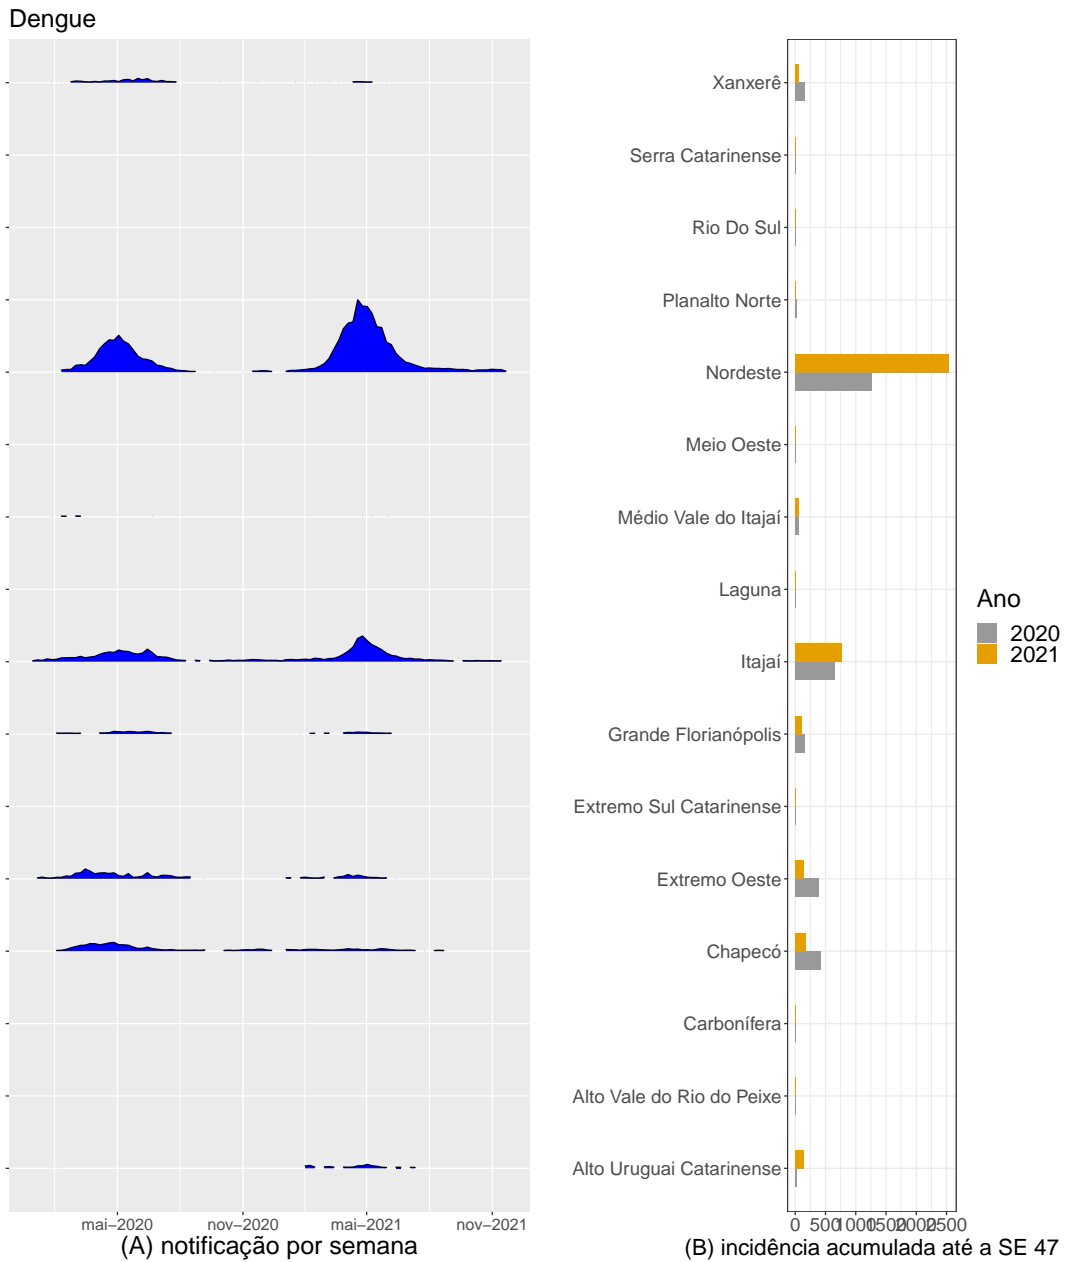 Dengue
Xanxerê
Serra Catarinense
Rio Do Sul
Planalto Norte
Nordeste
Meio Oeste
Médio Vale do Itajaí
Laguna
Itajaí
Grande Florianópolis
Extremo Sul Catarinense
Extremo Oeste
Chapecó
Carbonífera
Alto Vale do Rio do Peixe
Alto Uruguai Catarinense
Ano
2020
2021
mai–2020 nov–2020 mai–2021 nov–2021
0 500 1000 1500 2000 2500
(A) notificação por semana
(B) incidência acumulada até a SE 47